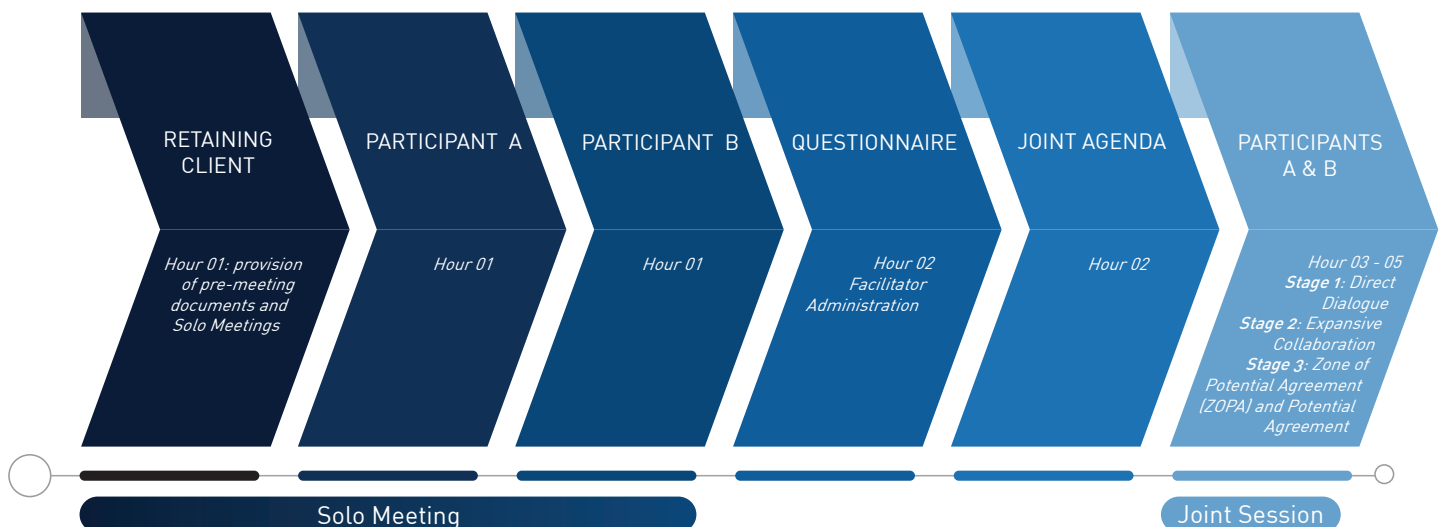 RETAINING
CLIENT
PARTICIPANT A
PARTICIPANT B
QUESTIONNAIRE
JOINT AGENDA
PARTICIPANTS
A & B
Hour 01: provision
of pre-meeting
documents and
Solo Meetings
Hour 01
Hour 01
Hour 02
Facilitator
Administration
Hour 02
Hour 03 - 05
Stage 1: Direct
Dialogue
Stage 2: Expansive
Collaboration
Stage 3: Zone of
Potential Agreement
(ZOPA) and Potential
Agreement
Solo Meeting
Joint Session